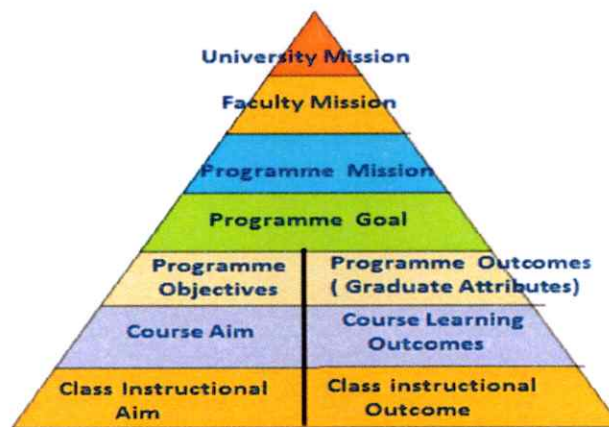 University Mission
Faculty Mission
Programme Mission
Programme Goal
Programme
Objectives
Programme Outcomes
( Graduate Attributes)
Course Aim
Course Learning
Outcomes
Class Instructional
Aim
Class instructional
Outcome